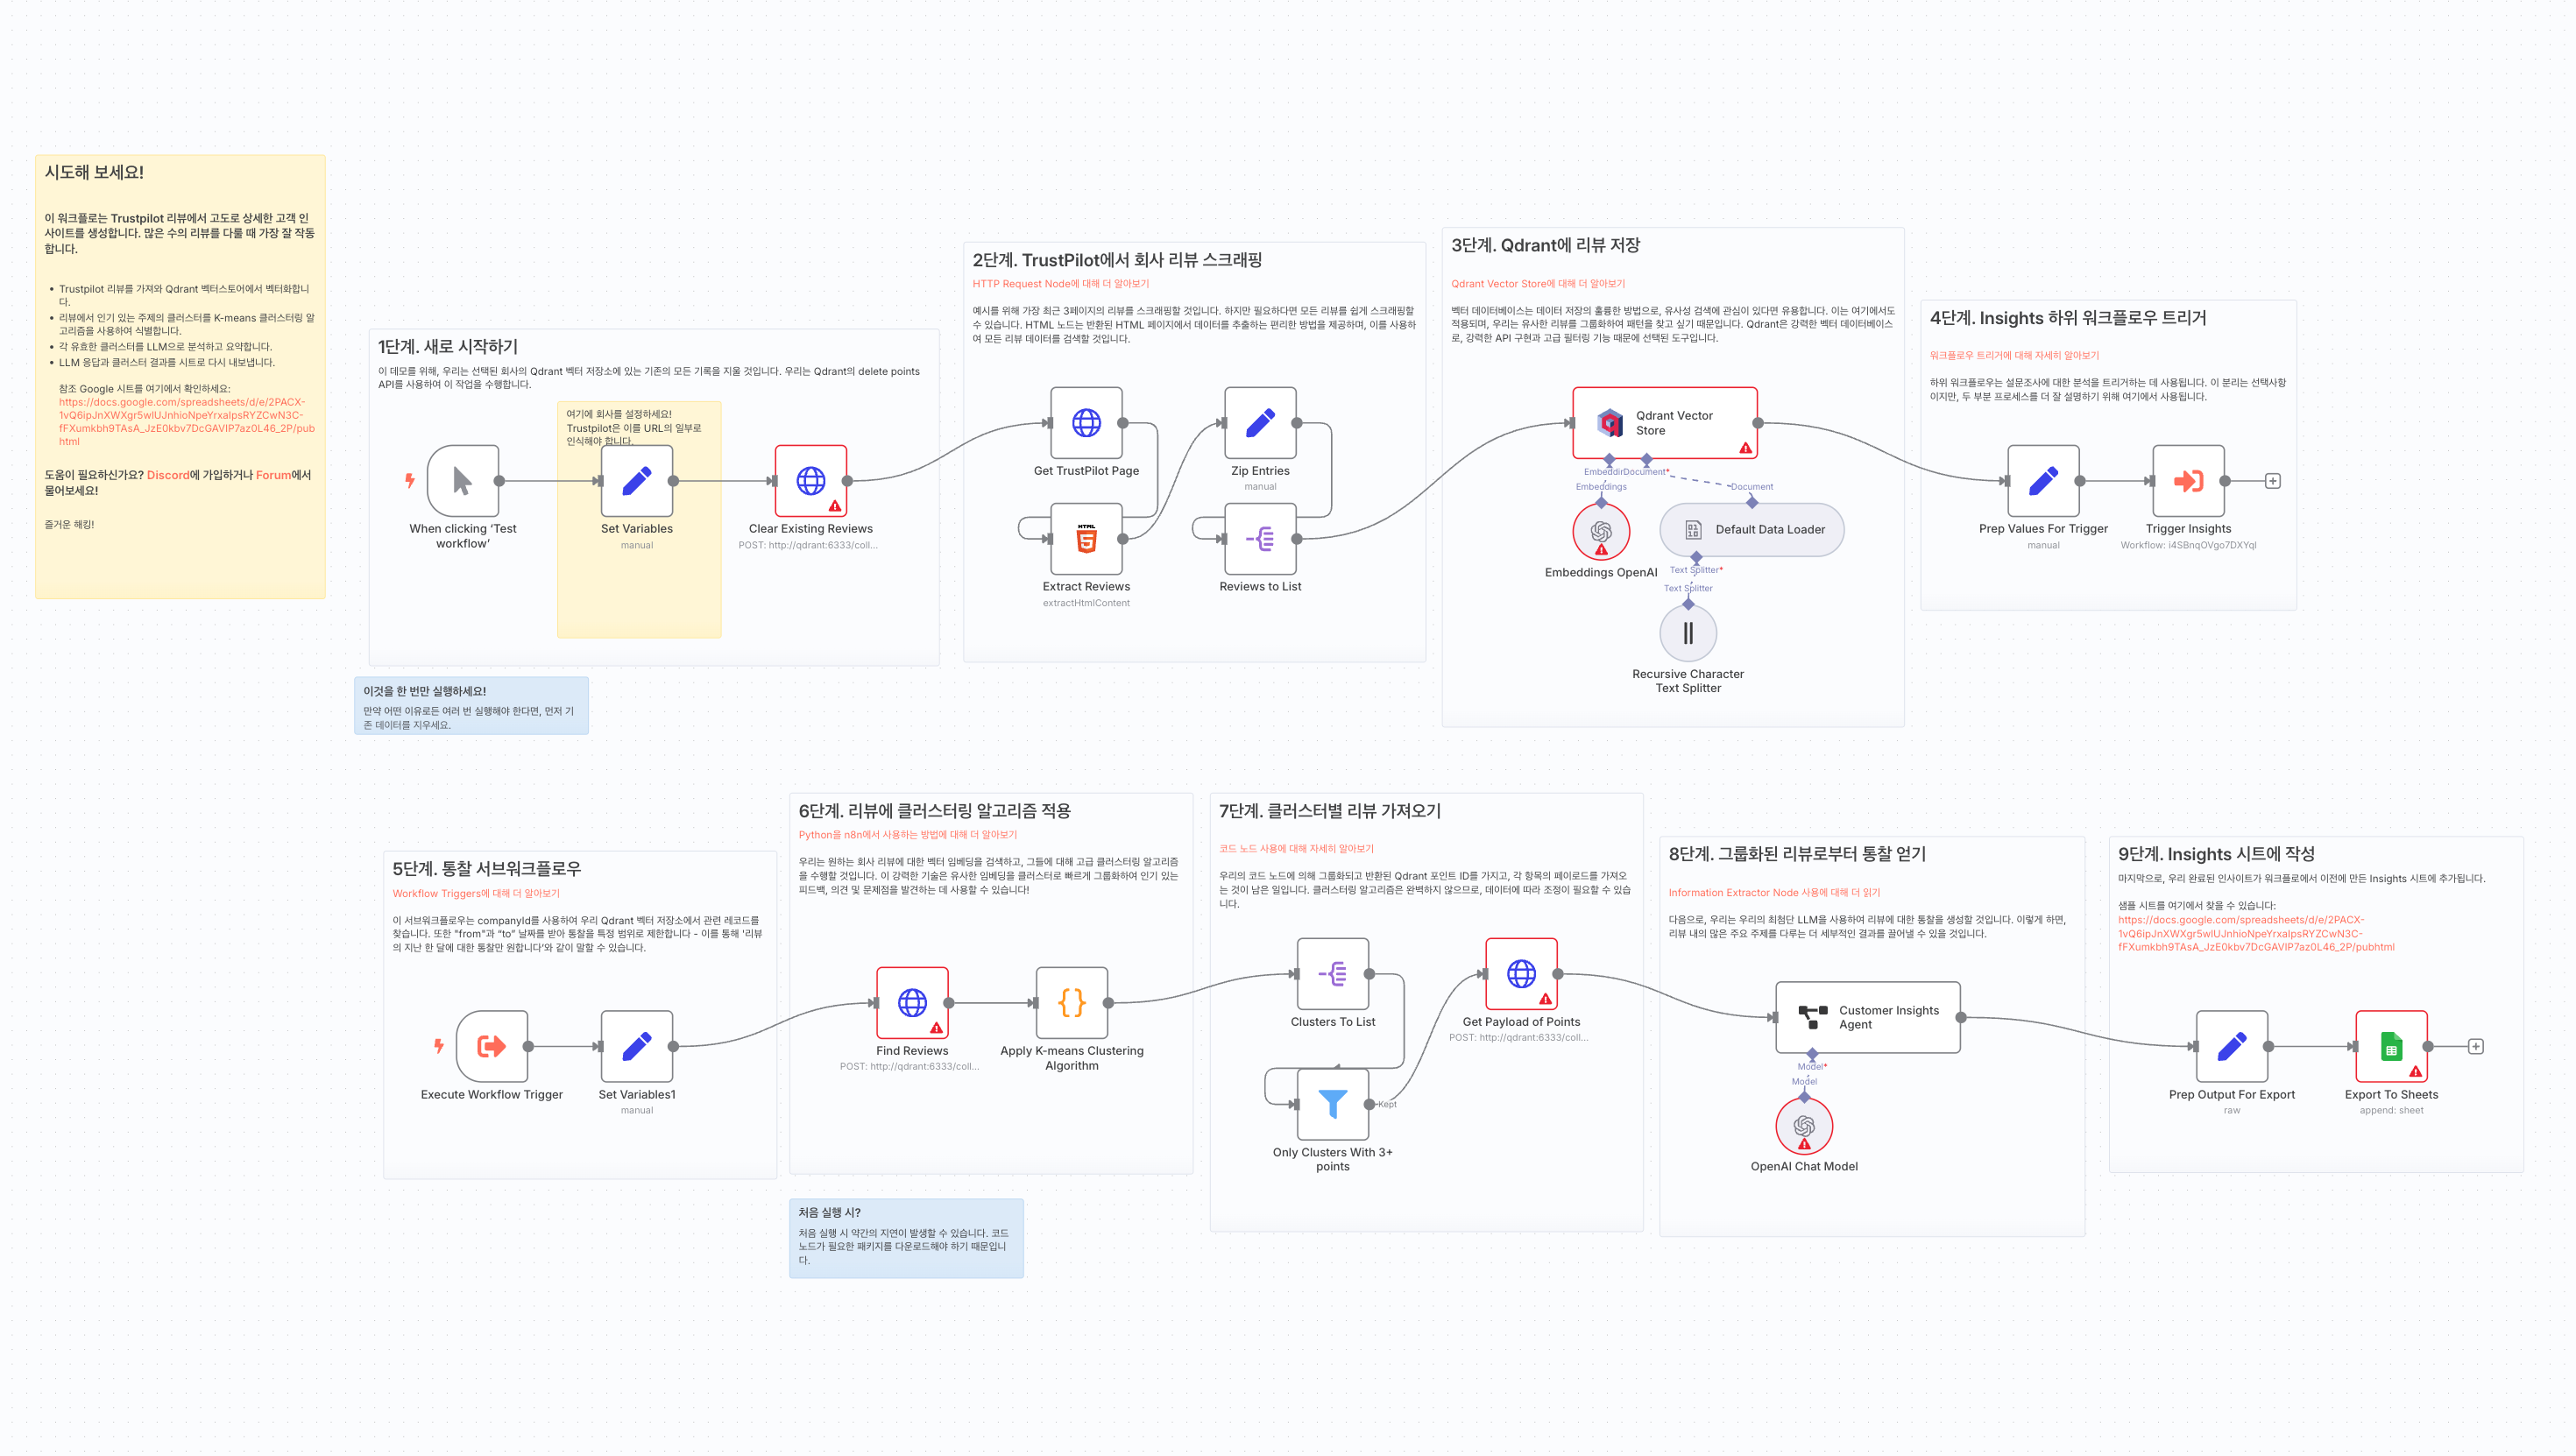 시도해 보세요!
이 워크플로는 Trustpilot 리뷰에서 고도로 상세한 고객 인
사이트를 생성합니다. 많은 수의 리뷰를 다룰 때 가장 잘 작동
합니다.
• Trustpilot 리뷰를 가져와 Qdrant 벡터스토어에서 벡터화합니
다.
• 리뷰에서 인기 있는 주제의 클러스터를 K-means 클러스터링 알
고리즘을 사용하여 식별합니다.
• 각 유효한 클러스터를 LLM으로 분석하고 요약합니다.
• LLM 응답과 클러스터 결과를 시트로 다시 내보냅니다.
참조 Google 시트를 여기에서 확인하세요:
https://docs.google.com/spreadsheets/d/e/2PACX-
1vQ6ipJnXWXgr5wlUJnhioNpeYrxaIpsRYZCwN3C-
fFXumkbh9TAsA_JzE0kbv7DcGAVIP7az0L46_2P/pub
html
도움이 필요하신가요? Discord에 가입하거나 Forum에서
물어보세요!
즐거운 해킹!
1단계. 새로 시작하기
이 데모를 위해, 우리는 선택된 회사의 Qdrant 벡터 저장소에 있는 기존의 모든 기록을 지울 것입니다. 우리는 Qdrant의 delete points
API를 사용하여 이 작업을 수행합니다.
여기에 회사를 설정하세요!
Trustpilot은 이를 URL의 일부로
인식해야 합니다.
When clicking ‘Test
workflow’
Set Variables
manual
Clear Existing Reviews
POST: http://qdrant:6333/coll...
이것을 한 번만 실행하세요!
만약 어떤 이유로든 여러 번 실행해야 한다면, 먼저 기
존 데이터를 지우세요.
2단계. TrustPilot에서 회사 리뷰 스크래핑
HTTP Request Node에 대해 더 알아보기
예시를 위해 가장 최근 3페이지의 리뷰를 스크래핑할 것입니다. 하지만 필요하다면 모든 리뷰를 쉽게 스크래핑할
수 있습니다. HTML 노드는 반환된 HTML 페이지에서 데이터를 추출하는 편리한 방법을 제공하며, 이를 사용하
여 모든 리뷰 데이터를 검색할 것입니다.
Get TrustPilot Page
Zip Entries
manual
Extract Reviews
extractHtmlContent
Reviews to List
3단계. Qdrant에 리뷰 저장
Qdrant Vector Store에 대해 더 알아보기
벡터 데이터베이스는 데이터 저장의 훌륭한 방법으로, 유사성 검색에 관심이 있다면 유용합니다. 이는 여기에서도
적용되며, 우리는 유사한 리뷰를 그룹화하여 패턴을 찾고 싶기 때문입니다. Qdrant은 강력한 벡터 데이터베이스
로, 강력한 API 구현과 고급 필터링 기능 때문에 선택된 도구입니다.
Qdrant Vector
Store
Embeddir Document*
Embeddings
Document
Default Data Loader
Embeddings OpenAI
Text Splitter*
Text Splitter
Recursive Character
Text Splitter
4단계. Insights 하위 워크플로우 트리거
워크플로우 트리거에 대해 자세히 알아보기
하위 워크플로우는 설문조사에 대한 분석을 트리거하는 데 사용됩니다. 이 분리는 선택사항
이지만, 두 부분 프로세스를 더 잘 설명하기 위해 여기에서 사용됩니다.
Prep Values For Trigger
manual
Trigger Insights
Workflow: i4SBnqOVgo7DXYqI
5단계. 통찰 서브워크플로우
Workflow Triggers에 대해 더 알아보기
이 서브워크플로우는 companyId를 사용하여 우리 Qdrant 벡터 저장소에서 관련 레코드를
찾습니다. 또한 "from"과 "to" 날짜를 받아 통찰을 특정 범위로 제한합니다 - 이를 통해 '리뷰
의 지난 한 달에 대한 통찰만 원합니다'와 같이 말할 수 있습니다.
Execute Workflow Trigger
Set Variables1
manual
6단계. 리뷰에 클러스터링 알고리즘 적용
Python을 n8n에서 사용하는 방법에 대해 더 알아보기
우리는 원하는 회사 리뷰에 대한 벡터 임베딩을 검색하고, 그들에 대해 고급 클러스터링 알고리즘
을 수행할 것입니다. 이 강력한 기술은 유사한 임베딩을 클러스터로 빠르게 그룹화하여 인기 있는
피드백, 의견 및 문제점을 발견하는 데 사용할 수 있습니다!
Find Reviews
POST: http://qdrant:6333/coll...
Apply K-means Clustering
Algorithm
처음 실행 시?
처음 실행 시 약간의 지연이 발생할 수 있습니다. 코드
노드가 필요한 패키지를 다운로드해야 하기 때문입니
다.
7단계. 클러스터별 리뷰 가져오기
코드 노드 사용에 대해 자세히 알아보기
우리의 코드 노드에 의해 그룹화되고 반환된 Qdrant 포인트 ID를 가지고, 각 항목의 페이로드를 가져오
는 것이 남은 일입니다. 클러스터링 알고리즘은 완벽하지 않으므로, 데이터에 따라 조정이 필요할 수 있습
니다.
Clusters To List
Get Payload of Points
POST: http://qdrant:6333/coll...
Kept
Only Clusters With 3+
points
8단계. 그룹화된 리뷰로부터 통찰 얻기
Information Extractor Node 사용에 대해 더 읽기
다음으로, 우리는 우리의 최첨단 LLM을 사용하여 리뷰에 대한 통찰을 생성할 것입니다. 이렇게 하면,
리뷰 내의 많은 주요 주제를 다루는 더 세부적인 결과를 끌어낼 수 있을 것입니다.
Customer Insights
Agent
Model*
Model
OpenAI Chat Model
9단계. Insights 시트에 작성
마지막으로, 우리 완료된 인사이트가 워크플로에서 이전에 만든 Insights 시트에 추가됩니다.
샘플 시트를 여기에서 찾을 수 있습니다:
https://docs.google.com/spreadsheets/d/e/2PACX-
1vQ6ipJnXWXgr5wlUJnhioNpeYrxaIpsRYZCwN3C-
fFXumkbh9TAsA_JzE0kbv7DcGAVIP7az0L46_2P/pubhtml
Prep Output For Export
raw
Export To Sheets
append: sheet